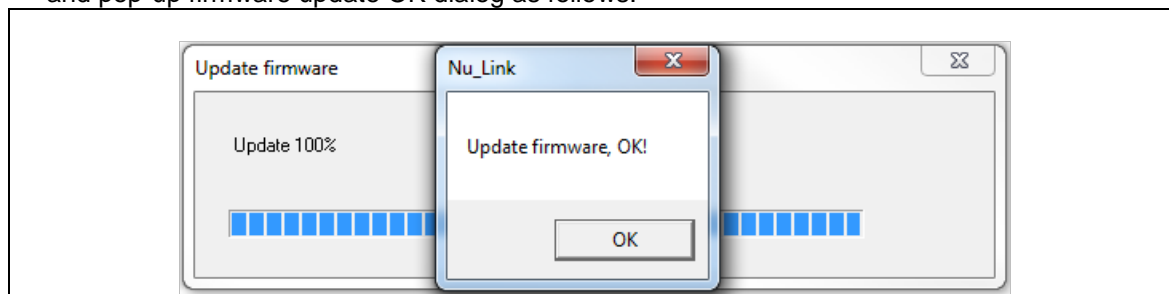 and pop-up firmware update OK dialog as follows:
Update firmware
Nu_Link
Update 100%
Update firmware, OK!
OK